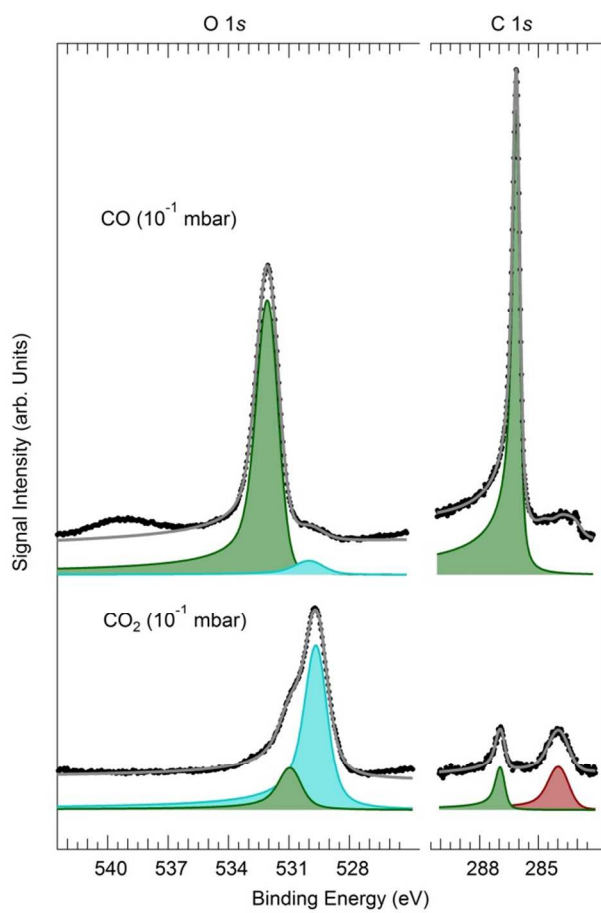 O 1s
C 1s
CO (10⁻¹ mbar)
Signal Intensity (arb. Units)
CO₂ (10⁻¹ mbar)
540 537 534 531 528 288 285
Binding Energy (eV)